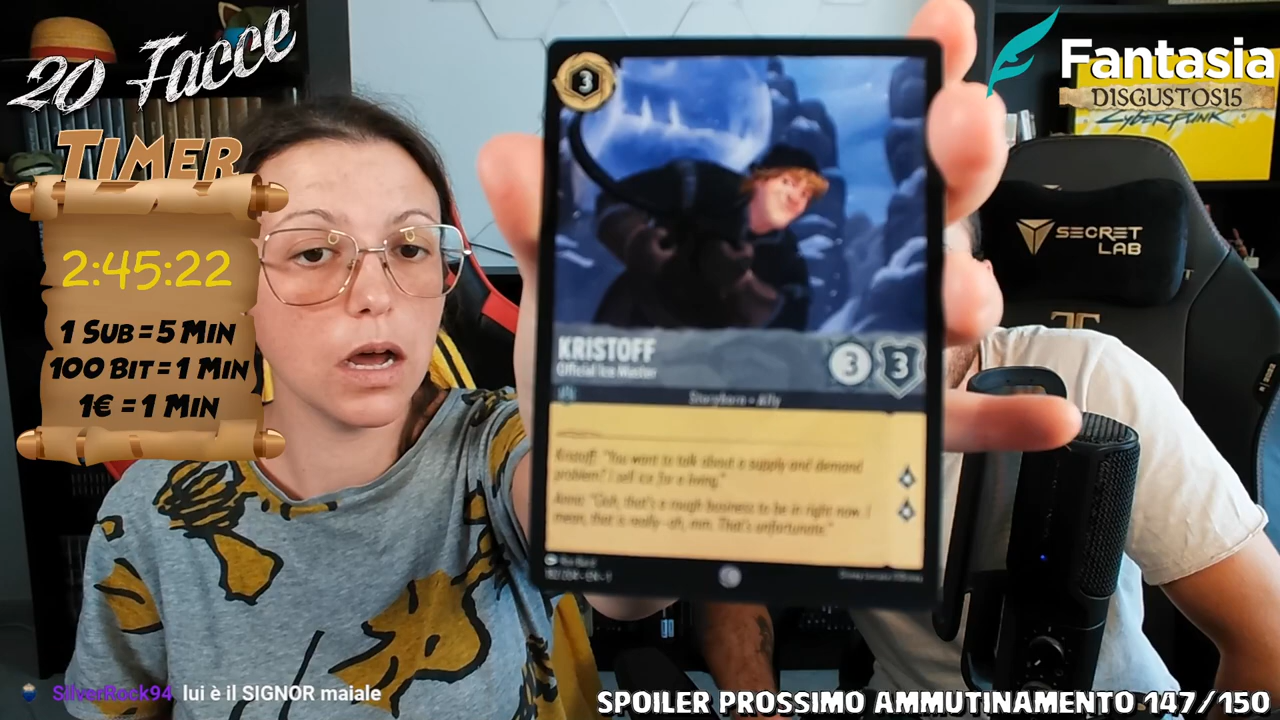 20 Facce
TIMER
2:45:22
1 SUB = 5 MIN
100 BIT = 1 MIN
1€ = 1 MIN
Fantasia
D1SGUSTOS15
CYBERPUNK
SECRET
LAB
3
KRISTOFF
Official Ice Master
3 3
Storyborn • Ally
Kristoff: "You want to talk about a supply and demand
problem? I sell ice for a living."
Anna: "Ooh, that's a rough business to be in right now. I
mean, that is really—ah, mm. That's unfortunate."
SilverRock94 lui è il SIGNOR maiale
SPOILER PROSSIMO AMMUTINAMENTO 147/150